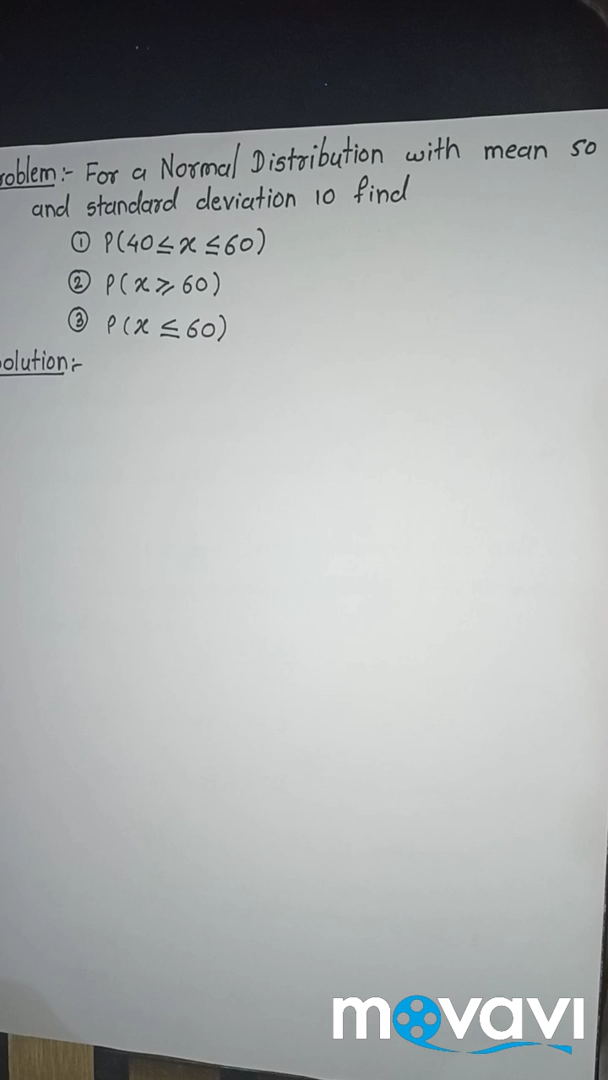 roblem:- For a Normal Distribution with mean 50
and standard deviation 10 find
① P(40≤x≤60)
② P(x≥60)
③ P(x≤60)
olution:-
movavi